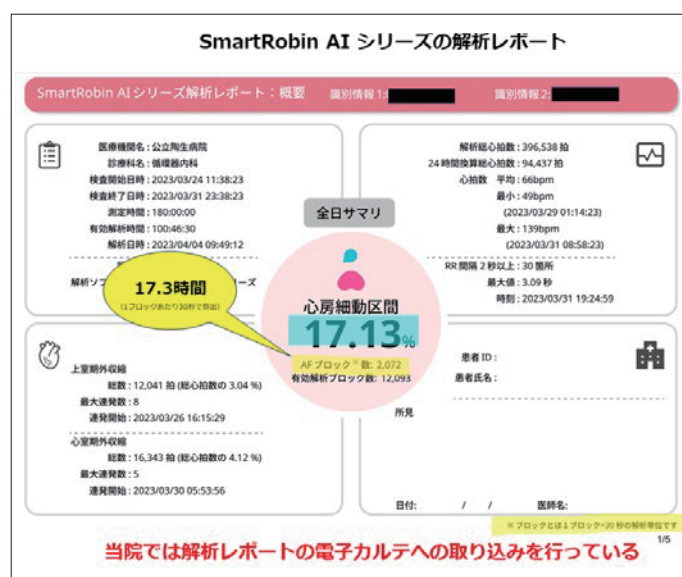 SmartRobin AI シリーズの解析レポート
SmartRobin AIシリーズ解析レポート：概要 識別情報1: 識別情報2:
医療機関名：公立陶生病院
診療科名：循環器内科
検査開始日時：2023/03/24 11:38:23
検査終了日時：2023/03/31 23:38:23
測定時間：180:00:00
有効解析時間：100:46:30
解析日時：2023/04/04 09:49:12
解析ソフ
ーズ
17.3時間
(1ブロックあたり30秒で算出)
全日サマリ
心房細動区間
17.13%
AFブロック※数: 2,072
有効解析ブロック数: 12,093
解析総心拍数：396,538 拍
24時間換算総心拍数：94,437 拍
心拍数 平均：66bpm
最小：49bpm
(2023/03/29 01:14:23)
最大：139bpm
(2023/03/31 08:58:23)
RR間隔2秒以上：30 箇所
最大値：3.09 秒
時刻：2023/03/31 19:24:59
上室期外収縮
総数：12,041 拍 (総心拍数の 3.04 %)
最大連発数：8
連発開始：2023/03/26 16:15:29
心室期外収縮
総数：16,343 拍 (総心拍数の 4.12 %)
最大連発数：5
連発開始：2023/03/30 05:53:56
患者ID：
患者氏名：
所見
日付: / / 医師名:
※ブロックとは1ブロック=30秒の解析単位です
1/5
当院では解析レポートの電子カルテへの取り込みを行っている